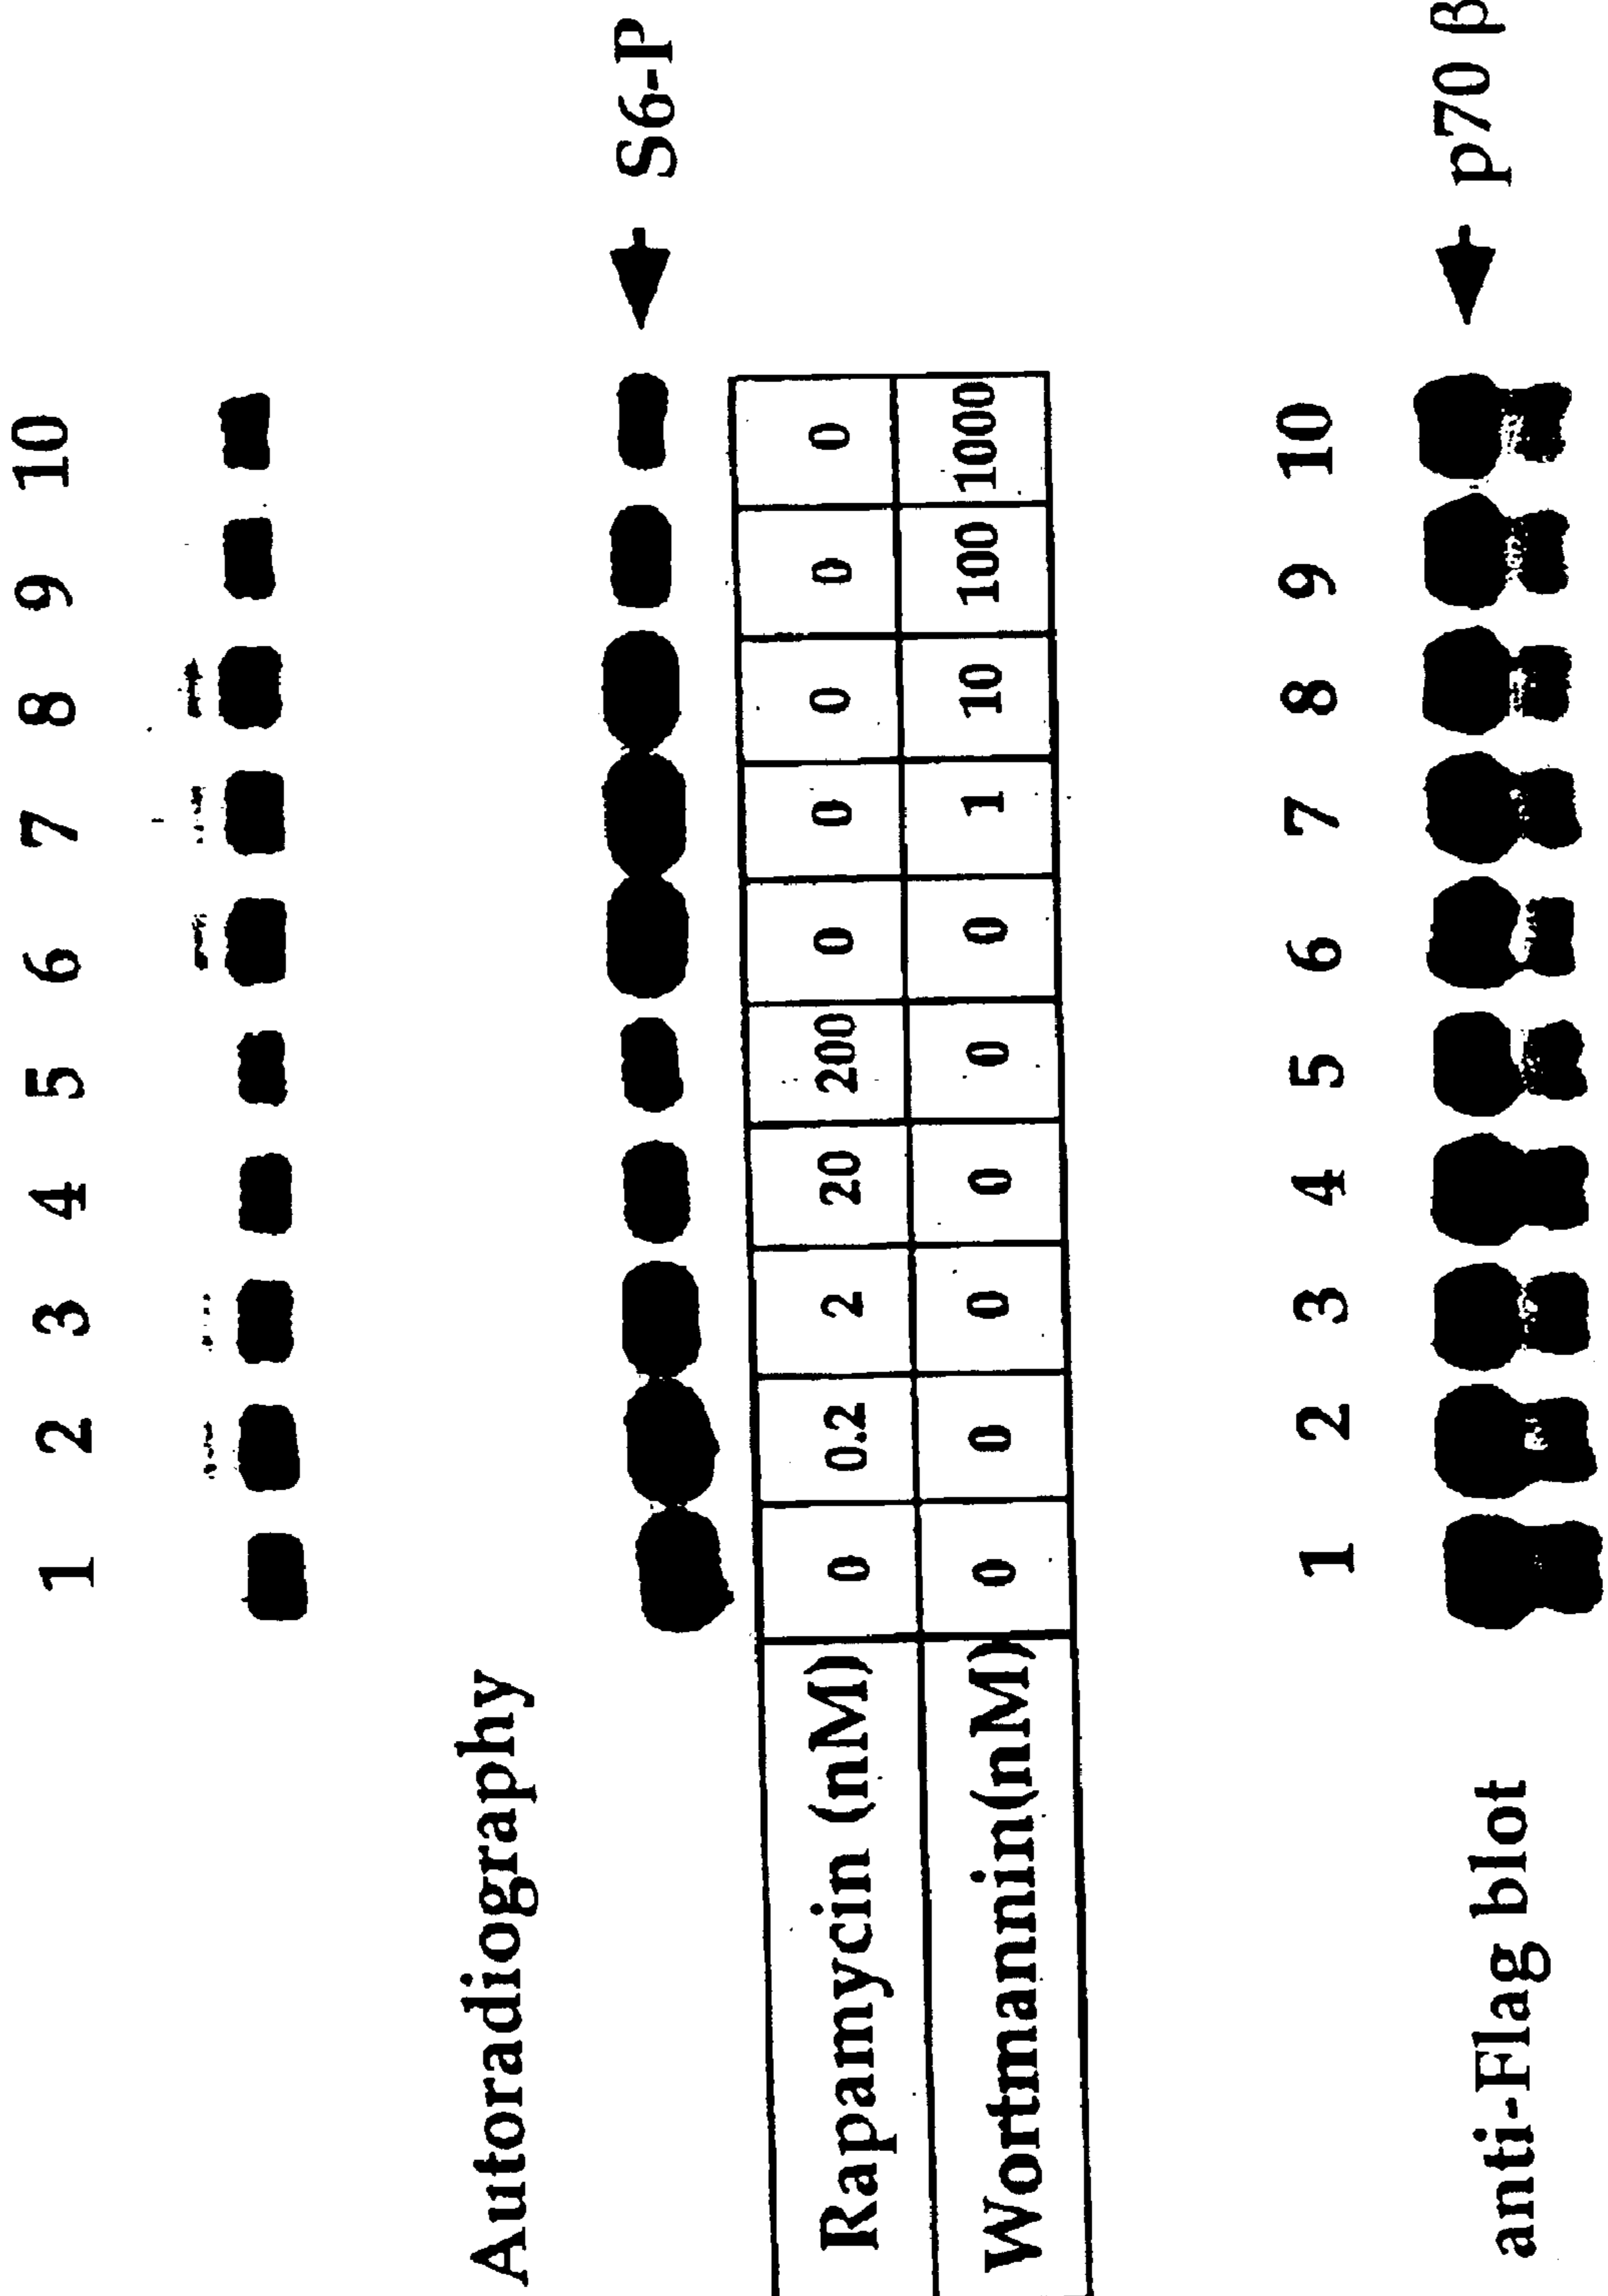 1 2 3 4 5 6 7 8 9 10
Autoradiography
S6-P
Rapamycin (nM) 0 0.2 2 20 200 0 0 0 0 0
Wortmannin(nM) 0 0 0 0 0 0 1 10 100 1000
1 2 3 4 5 6 7 8 9 10
anti-Flag blot
p70 β